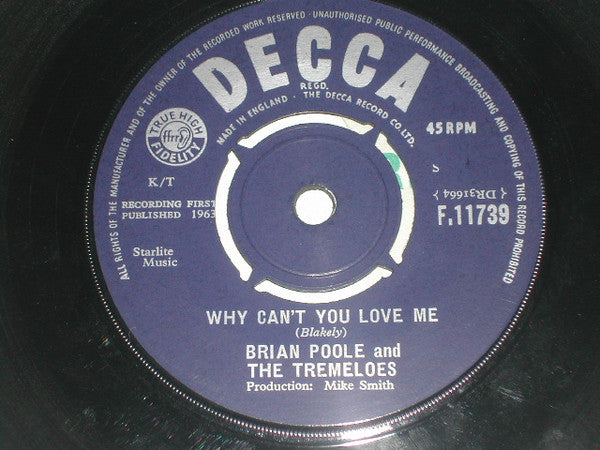 ALL RIGHTS OF THE MANUFACTURER AND OF THE OWNER OF THE RECORDED WORK RESERVED · UNAUTHORISED PUBLIC PERFORMANCE BROADCASTING AND COPYING OF THIS RECORD PROHIBITED
DECCA
REGD.
MADE IN ENGLAND · THE DECCA RECORD CO. LTD.
TRUE HIGH
ffrr
FIDELITY
45 RPM
S
K/T
(DR31664)
RECORDING FIRST
PUBLISHED 1963
F.11739
Starlite
Music
WHY CAN'T YOU LOVE ME
(Blakely)
BRIAN POOLE and
THE TREMELOES
Production: Mike Smith